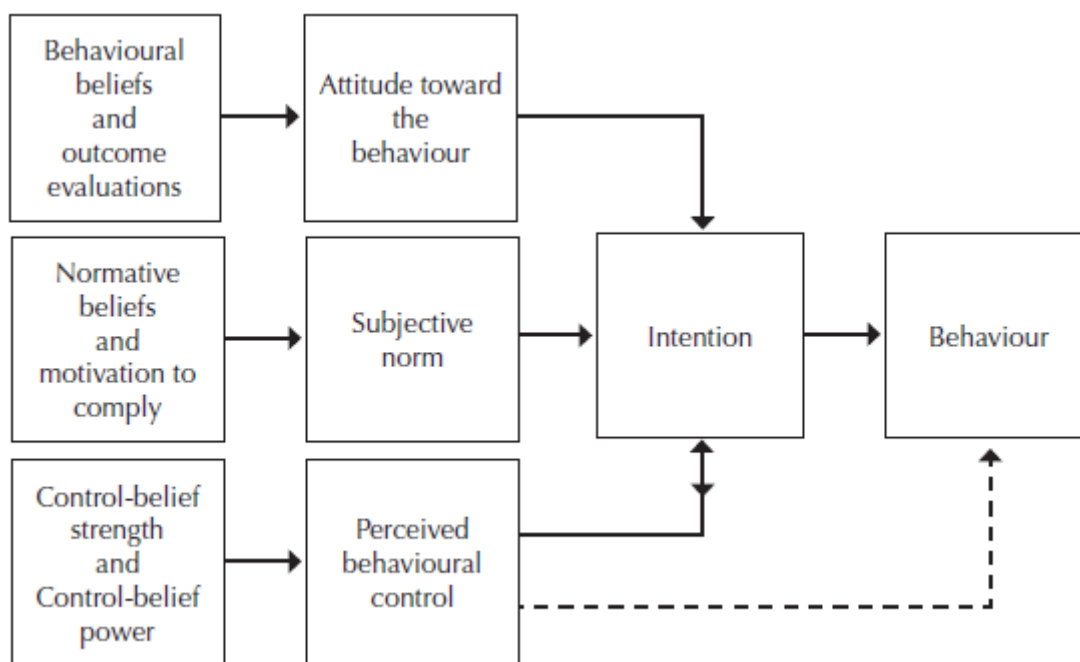 Behavioural
beliefs
and
outcome
evaluations
Attitude toward
the
behaviour
Normative
beliefs
and
motivation to
comply
Subjective
norm
Intention
Behaviour
Control-belief
strength
and
Control-belief
power
Perceived
behavioural
control